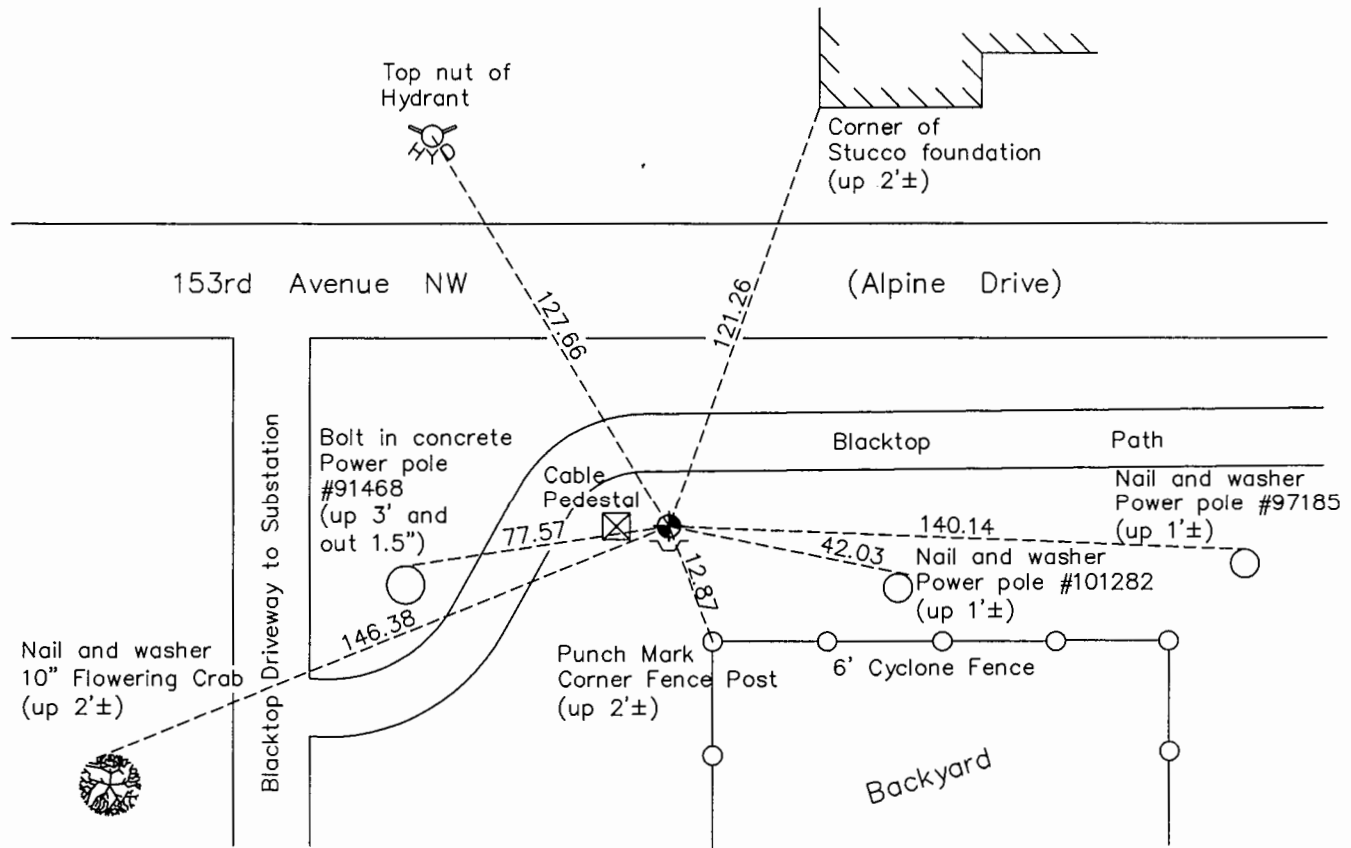 Top nut of
Hydrant
HYD
Corner of
Stucco foundation
(up 2'±)
153rd Avenue NW
(Alpine Drive)
127.66
121.26
Bolt in concrete
Power pole
#91468
(up 3' and
out 1.5")
Cable
Pedestal
Blacktop Path
Nail and washer
Power pole #97185
(up 1'±)
77.57
140.14
42.03
Nail and washer
Power pole #101282
(up 1'±)
12.87
146.38
Blacktop Driveway to Substation
Nail and washer
10" Flowering Crab
(up 2'±)
Punch Mark
Corner Fence Post
(up 2'±)
6' Cyclone Fence
Backyard